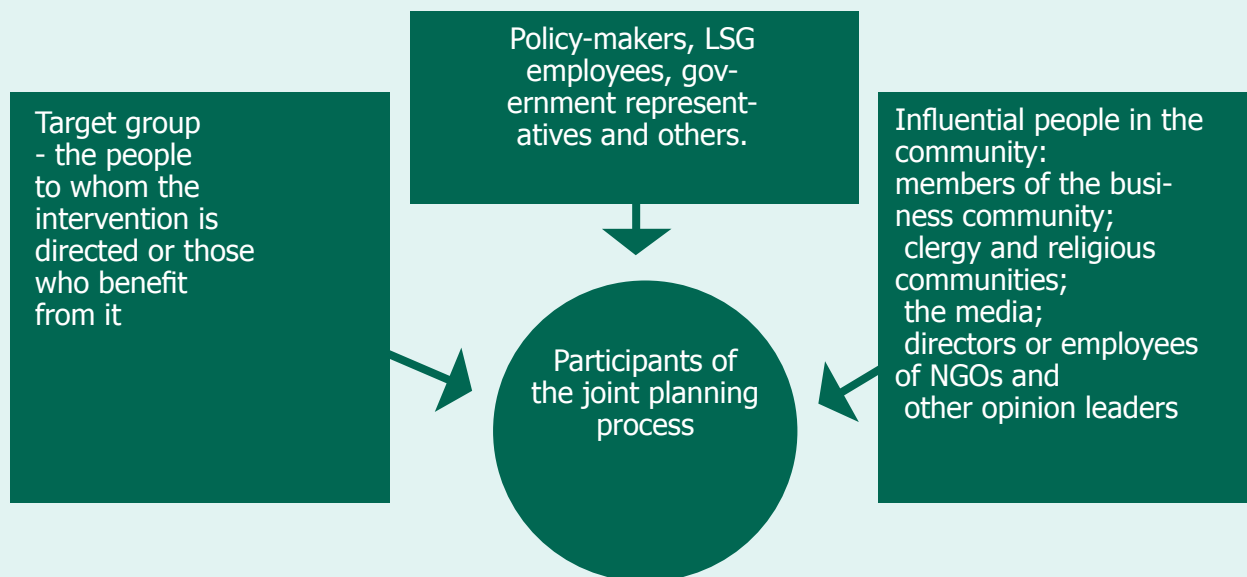 Policy-makers, LSG
employees, gov-
ernment represent-
atives and others.
Target group
- the people
to whom the
intervention is
directed or those
who benefit
from it
Influential people in the
community:
members of the busi-
ness community;
clergy and religious
communities;
the media;
directors or employees
of NGOs and
other opinion leaders
Participants of
the joint planning
process